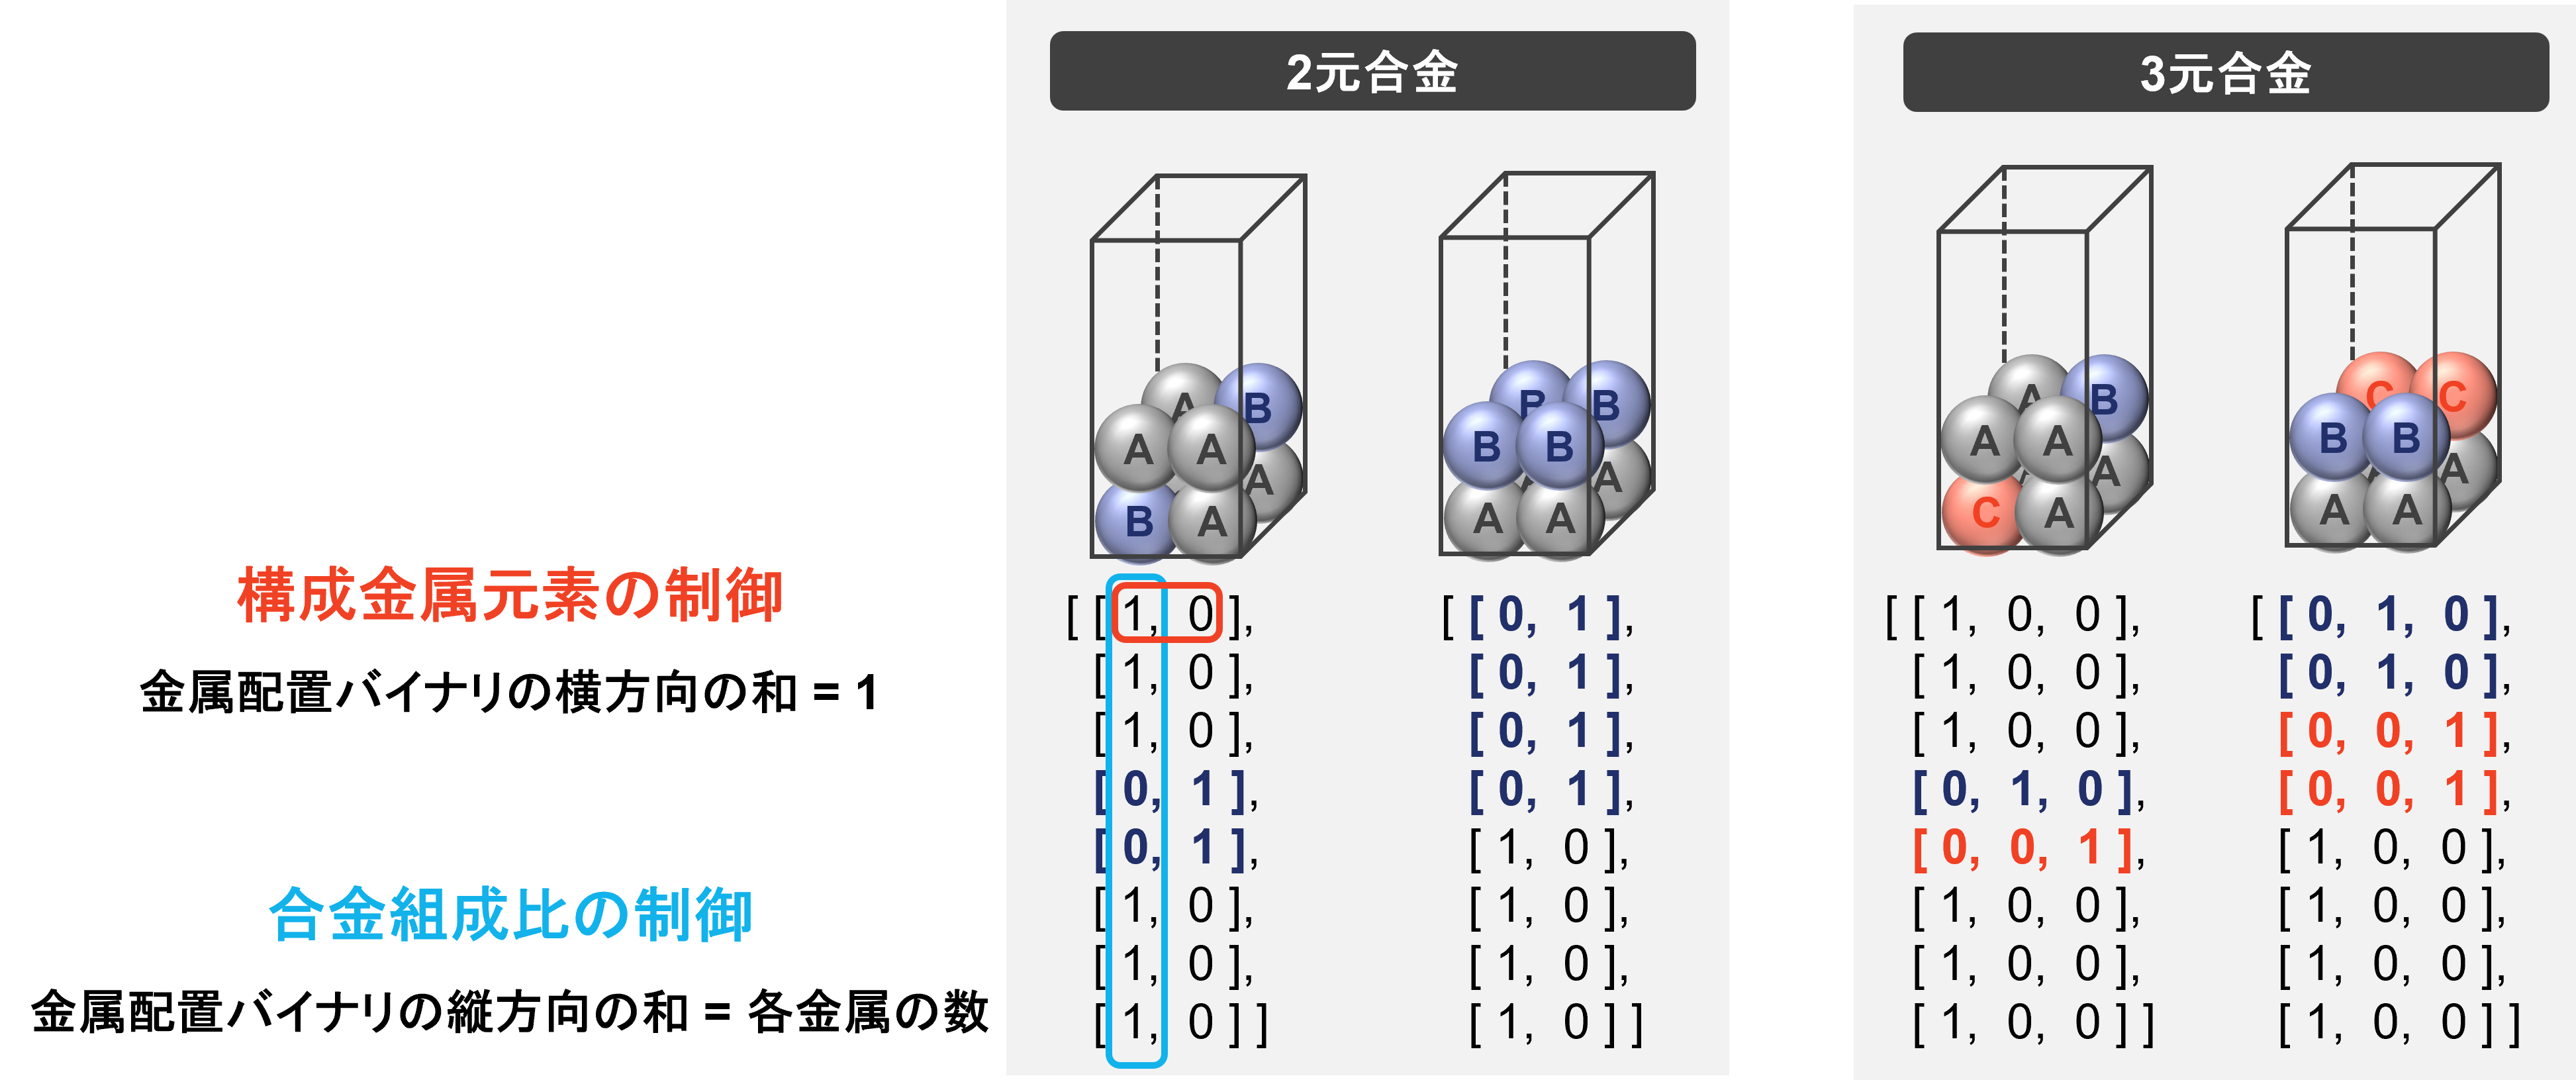 2元合金
3元合金
A B
A A A
B A
B B
B B A
A A
A B
A A A
C A
C C
B B A
A A
構成金属元素の制御
金属配置バイナリの横方向の和 = 1
合金組成比の制御
金属配置バイナリの縦方向の和 = 各金属の数
[ [ 1, 0 ],
[ 1, 0 ],
[ 1, 0 ],
[ 0, 1 ],
[ 0, 1 ],
[ 1, 0 ],
[ 1, 0 ],
[ 1, 0 ] ]
[ [ 0, 1 ],
[ 0, 1 ],
[ 0, 1 ],
[ 0, 1 ],
[ 1, 0 ],
[ 1, 0 ],
[ 1, 0 ],
[ 1, 0 ] ]
[ [ 1, 0, 0 ],
[ 1, 0, 0 ],
[ 1, 0, 0 ],
[ 0, 1, 0 ],
[ 0, 0, 1 ],
[ 1, 0, 0 ],
[ 1, 0, 0 ],
[ 1, 0, 0 ] ]
[ [ 0, 1, 0 ],
[ 0, 1, 0 ],
[ 0, 0, 1 ],
[ 0, 0, 1 ],
[ 1, 0, 0 ],
[ 1, 0, 0 ],
[ 1, 0, 0 ],
[ 1, 0, 0 ] ]